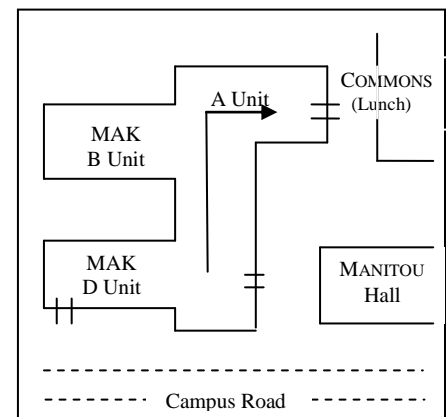 COMMONS
(Lunch)
A Unit
MAK
B Unit
MAK
D Unit
MANITOU
Hall
Campus Road